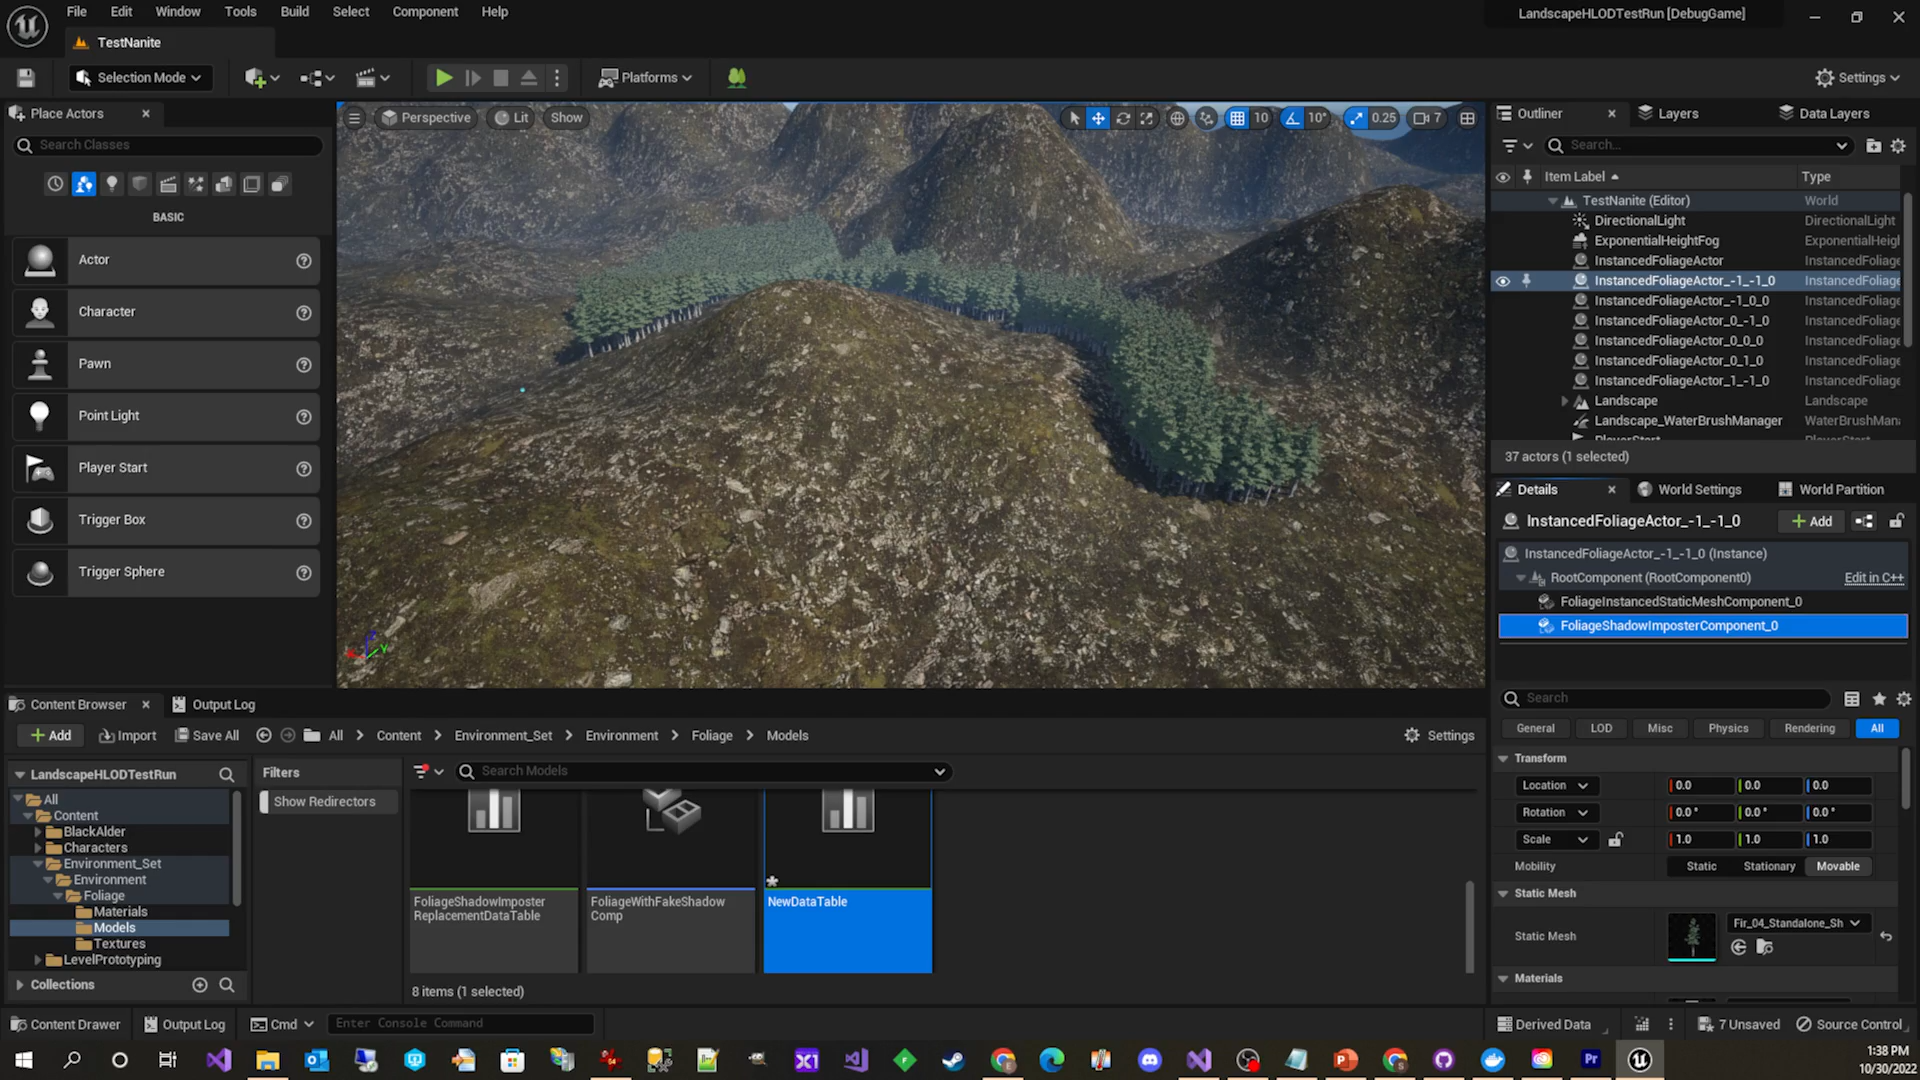 File Edit Window Tools Build Select Component Help
LandscapeHLODTestRun [DebugGame]
TestNanite
Selection Mode
Platforms
Settings
Place Actors
Search Classes
BASIC
Actor
Character
Pawn
Point Light
Player Start
Trigger Box
Trigger Sphere
Perspective Lit Show
10 10° 0.25 7
Outliner Layers Data Layers
Search...
Item Label Type
TestNanite (Editor) World
DirectionalLight DirectionalLight
ExponentialHeightFog ExponentialHeigl
InstancedFoliageActor InstancedFoliage
InstancedFoliageActor_-1_-1_0 InstancedFoliage
InstancedFoliageActor_-1_0_0 InstancedFoliage
InstancedFoliageActor_0_-1_0 InstancedFoliage
InstancedFoliageActor_0_0_0 InstancedFoliage
InstancedFoliageActor_0_1_0 InstancedFoliage
InstancedFoliageActor_1_-1_0 InstancedFoliage
Landscape Landscape
Landscape_WaterBrushManager WaterBrushMan
37 actors (1 selected)
Details World Settings World Partition
InstancedFoliageActor_-1_-1_0 Add
InstancedFoliageActor_-1_-1_0 (Instance)
RootComponent (RootComponent0) Edit in C++
FoliageInstancedStaticMeshComponent_0
FoliageShadowImposterComponent_0
Search
General LOD Misc Physics Rendering All
Transform
Location 0.0 0.0 0.0
Rotation 0.0° 0.0° 0.0°
Scale 1.0 1.0 1.0
Mobility Static Stationary Movable
Static Mesh
Static Mesh Fir_04_Standalone_Sh
Materials
Content Browser Output Log
Add Import Save All All Content Environment_Set Environment Foliage Models Settings
LandscapeHLODTestRun
All
Content
BlackAlder
Characters
Environment_Set
Environment
Foliage
Materials
Models
Textures
LevelPrototyping
Collections
Filters
Show Redirectors
Search Models
FoliageShadowImposter
ReplacementDataTable
FoliageWithFakeShadow
Comp
NewDataTable
8 items (1 selected)
Content Drawer Output Log Cmd Enter Console Command
Derived Data 7 Unsaved Source Control
1:38 PM
10/30/2022